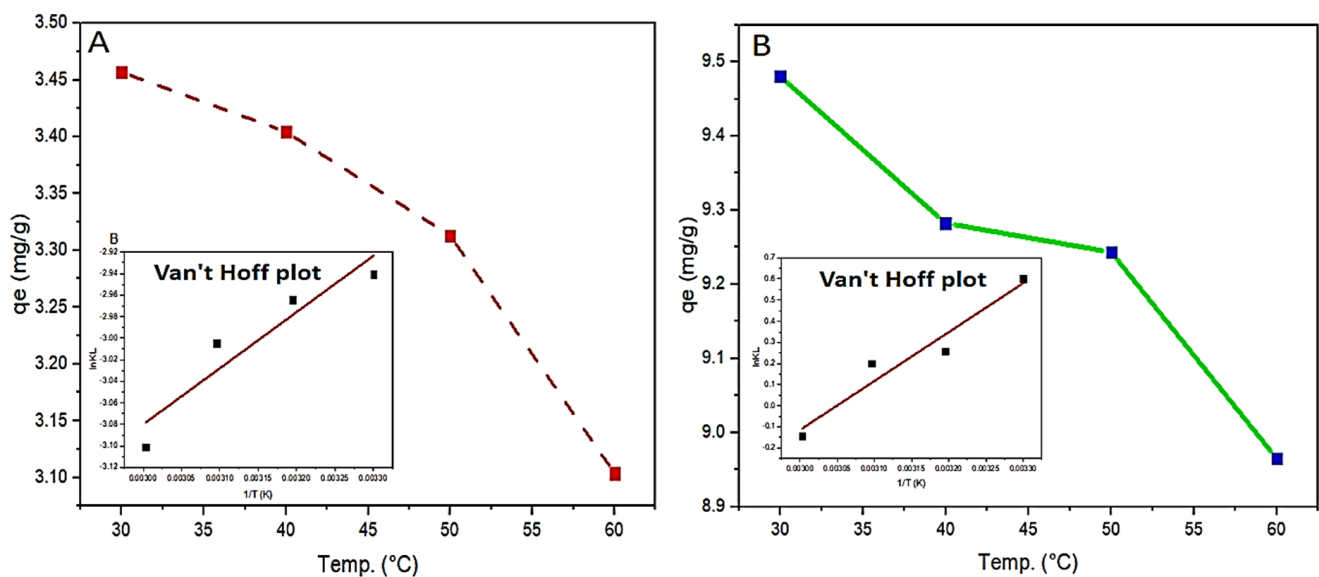 A
3.50
3.45
3.40
3.35
3.30
3.25
3.20
3.15
3.10
qe (mg/g)
30 35 40 45 50 55 60
Temp. (°C)
B
Van't Hoff plot
-2.92
-2.94
-2.96
-2.98
-3.00
-3.02
-3.04
-3.06
-3.08
-3.10
-3.12
lnKL
0.00300 0.00305 0.00310 0.00315 0.00320 0.00325 0.00330
1/T (K)
B
9.5
9.4
9.3
9.2
9.1
9.0
8.9
qe (mg/g)
30 35 40 45 50 55 60
Temp. (°C)
Van't Hoff plot
0.7
0.6
0.5
0.4
0.3
0.2
0.1
0.0
-0.1
-0.2
lnKL
0.00300 0.00305 0.00310 0.00315 0.00320 0.00325 0.00330
1/T (K)